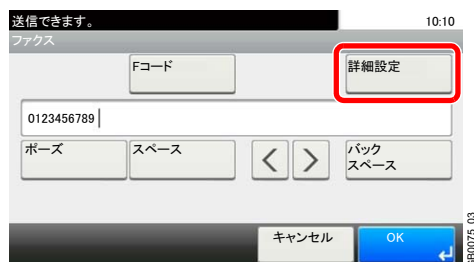 送信できます。 10:10
ファクス
Fコード 詳細設定
0123456789
ポーズ スペース < > バック
スペース
キャンセル OK
gB0075_03